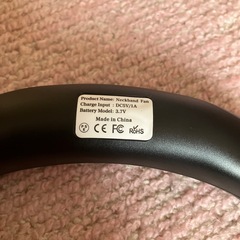 Product Name: Neckband Fan
Charge Input : DC5V/1A
Battery Model: 3.7V
Made in China
CE FC RoHS